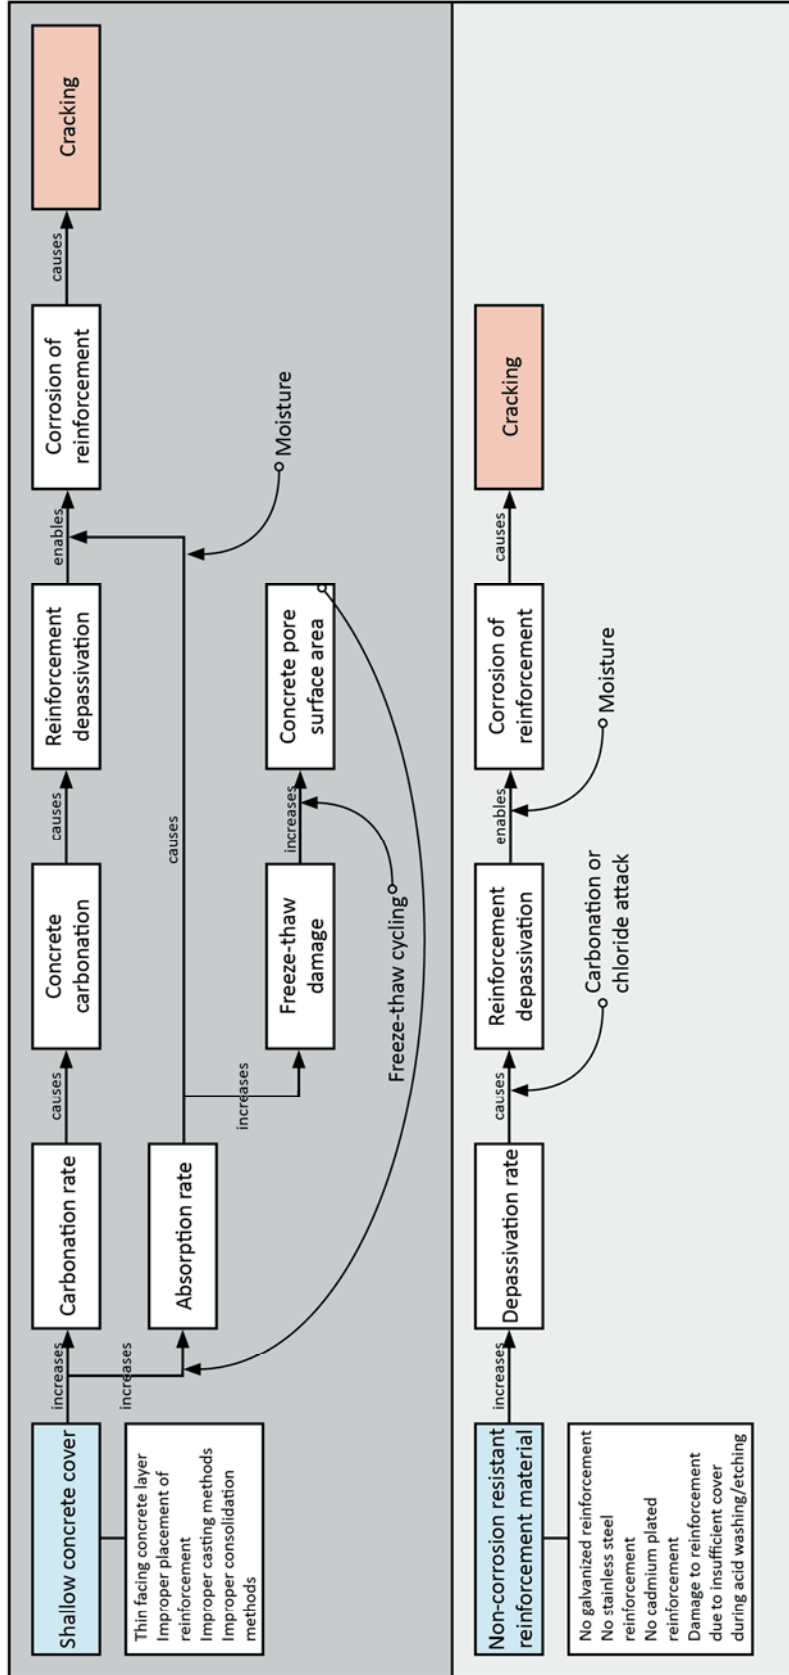 Shallow concrete cover
Thin facing concrete layer
Improper placement of
reinforcement
Improper casting methods
Improper consolidation
methods
increases
increases
Carbonation rate
causes
Concrete
carbonation
causes
Reinforcement
depassivation
enables
Corrosion of
reinforcement
causes
Cracking
Absorption rate
causes
Moisture
increases
Freeze-thaw
damage
increases
Concrete pore
surface area
Freeze-thaw cycling
Non-corrosion resistant
reinforcement material
No galvanized reinforcement
No stainless steel
reinforcement
No cadmium plated
reinforcement
Damage to reinforcement
due to insufficient cover
during acid washing/etching
increases
Depassivation rate
causes
Carbonation or
chloride attack
Reinforcement
depassivation
enables
Moisture
Corrosion of
reinforcement
causes
Cracking